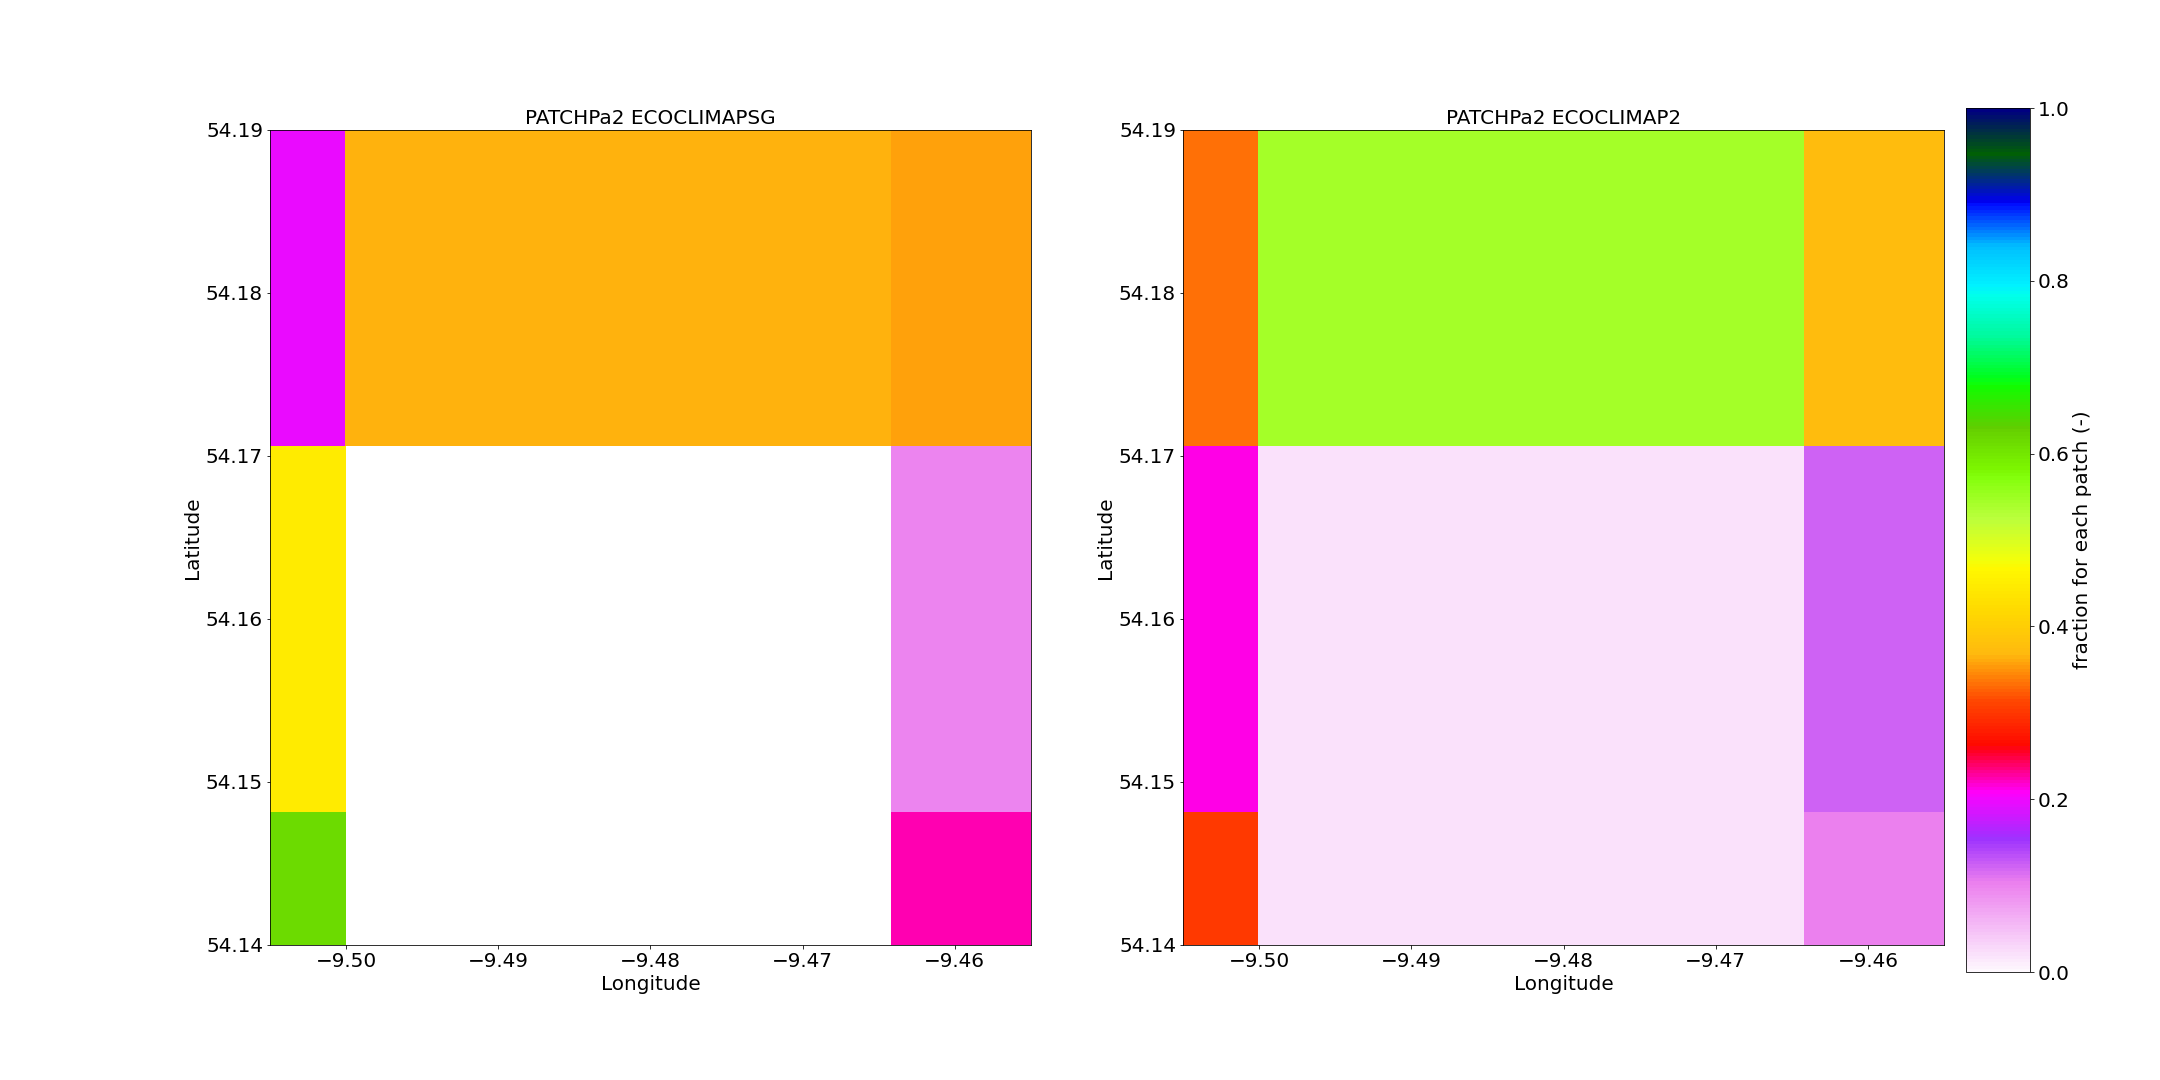 PATCHPa2 ECOCLIMAPSG
54.19
54.18
54.17
54.16
54.15
54.14
Latitude
−9.50 −9.49 −9.48 −9.47 −9.46
Longitude
PATCHPa2 ECOCLIMAP2
54.19
54.18
54.17
54.16
54.15
54.14
Latitude
−9.50 −9.49 −9.48 −9.47 −9.46
Longitude
1.0
0.8
0.6
0.4
0.2
0.0
fraction for each patch (-)